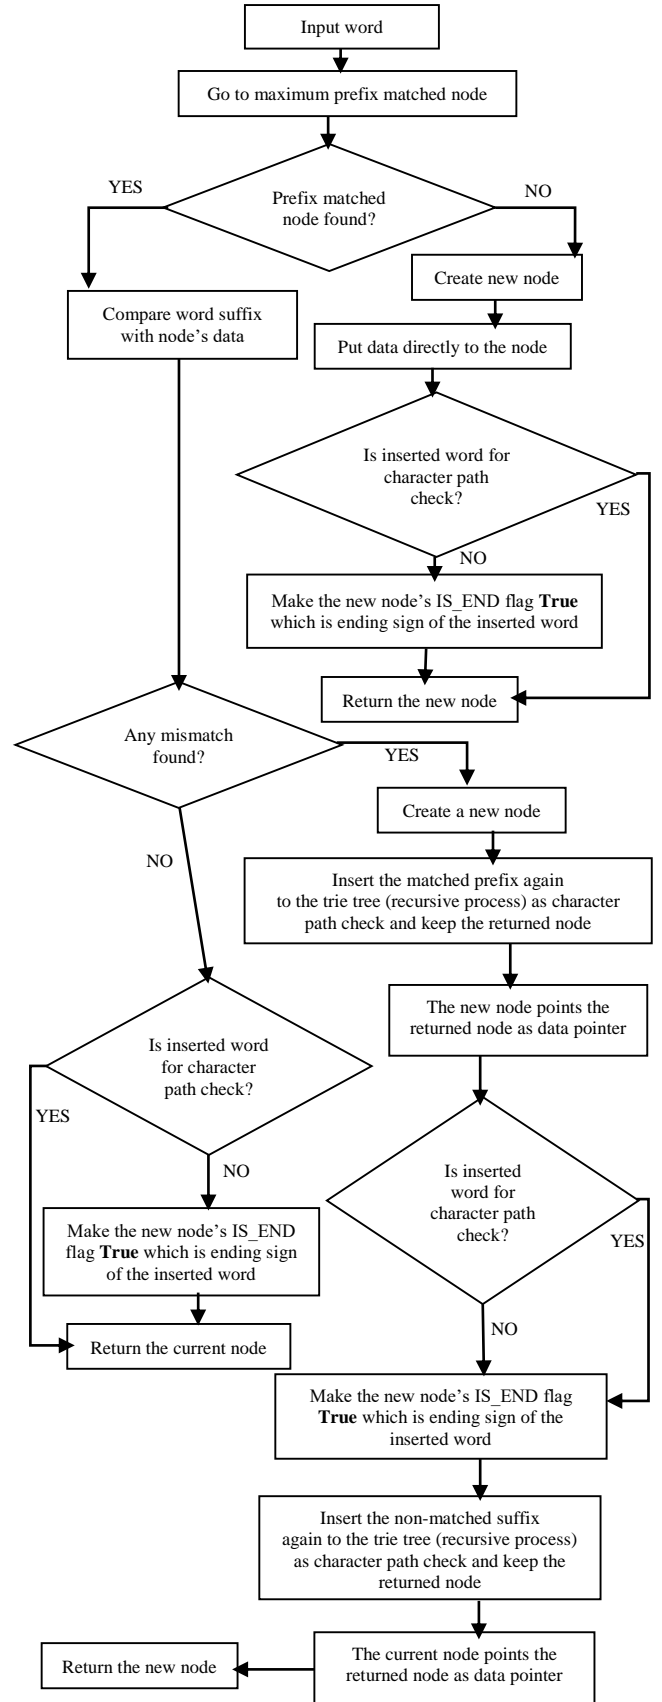 Input word
Go to maximum prefix matched node
Prefix matched
node found?
YES
NO
Create new node
Compare word suffix
with node's data
Put data directly to the node
Is inserted word for
character path
check?
YES
NO
Make the new node's IS_END flag True
which is ending sign of the inserted word
Return the new node
Any mismatch
found?
YES
Create a new node
NO
Insert the matched prefix again
to the trie tree (recursive process) as character
path check and keep the returned node
The new node points the
returned node as data pointer
Is inserted word
for character
path check?
YES
NO
Is inserted
word for
character path
check?
YES
Make the new node's IS_END
flag True which is ending sign
of the inserted word
Return the current node
NO
Make the new node's IS_END flag
True which is ending sign of the
inserted word
Insert the non-matched suffix
again to the trie tree (recursive process)
as character path check and keep the
returned node
The current node points the
returned node as data pointer
Return the new node